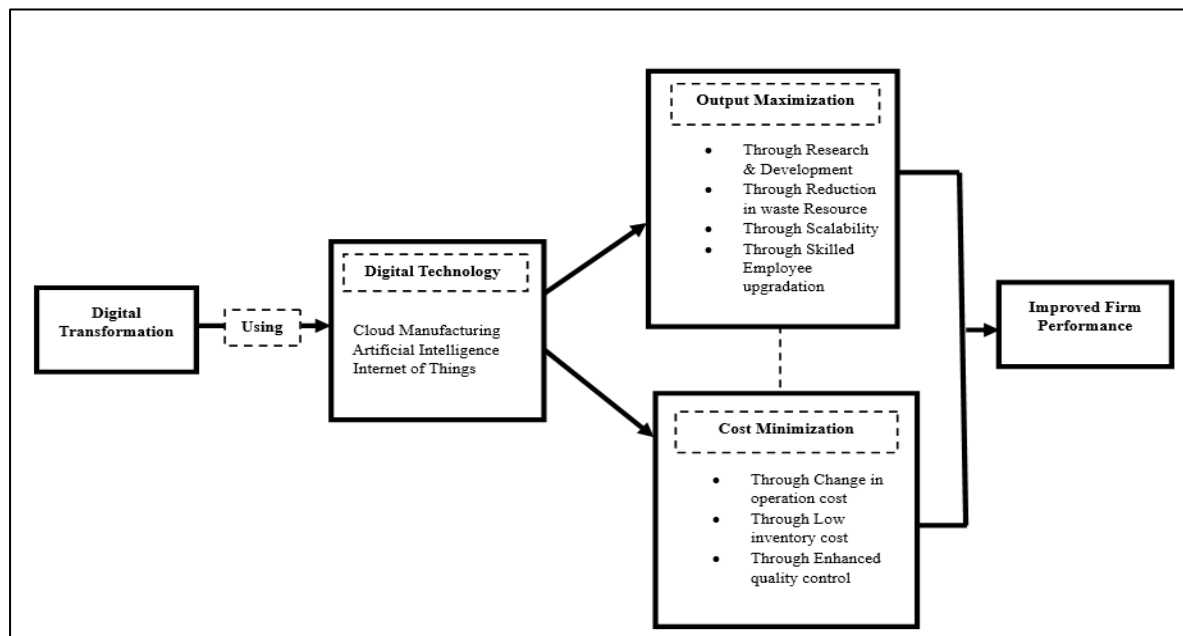 Digital
Transformation
Using
Digital Technology
Cloud Manufacturing
Artificial Intelligence
Internet of Things
Output Maximization
• Through Research
& Development
• Through Reduction
in waste Resource
• Through Scalability
• Through Skilled
Employee
upgradation
Cost Minimization
• Through Change in
operation cost
• Through Low
inventory cost
• Through Enhanced
quality control
Improved Firm
Performance